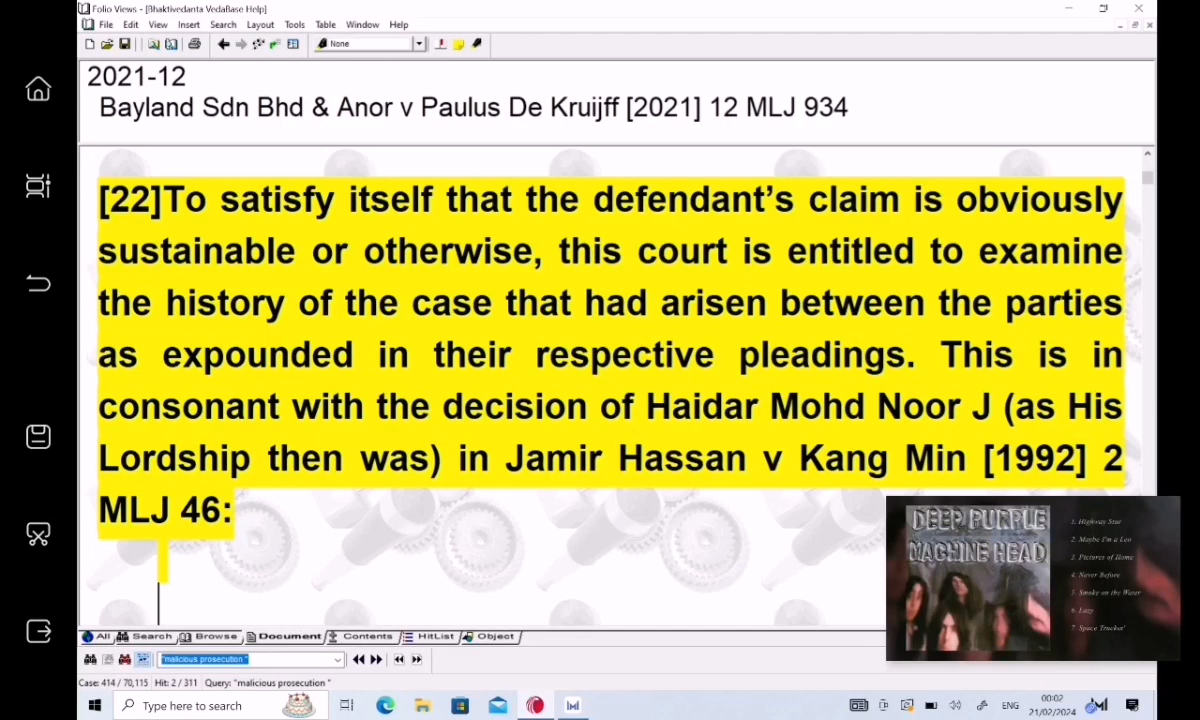 Folio Views - [Bhaktivedanta VedaBase Help]
File Edit View Insert Search Layout Tools Table Window Help
None
2021-12
Bayland Sdn Bhd & Anor v Paulus De Kruijff [2021] 12 MLJ 934
[22]To satisfy itself that the defendant’s claim is obviously
sustainable or otherwise, this court is entitled to examine
the history of the case that had arisen between the parties
as expounded in their respective pleadings. This is in
consonant with the decision of Haidar Mohd Noor J (as His
Lordship then was) in Jamir Hassan v Kang Min [1992] 2
MLJ 46:
DEEP PURPLE
MACHINE HEAD
1. Highway Star
2. Maybe I'm a Leo
3. Pictures of Home
4. Never Before
5. Smoke on the Water
6. Lazy
7. Space Truckin'
All Search Browse Document Contents HitList Object
"malicious prosecution "
Case: 414 / 70,115 Hit: 2 / 311 Query: "malicious prosecution "
Type here to search
ENG
00:02
21/02/2024